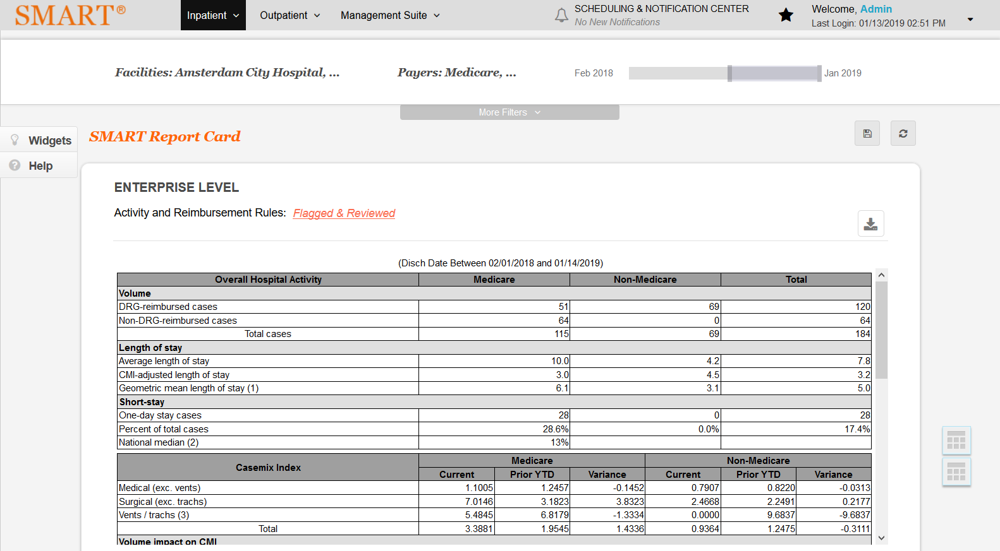 SMART®
Inpatient
Outpatient
Management Suite
SCHEDULING & NOTIFICATION CENTER
No New Notifications
Welcome, Admin
Last Login: 01/13/2019 02:51 PM
Facilities: Amsterdam City Hospital, ...
Payers: Medicare, ...
Feb 2018
Jan 2019
More Filters
Widgets
Help
SMART Report Card
ENTERPRISE LEVEL
Activity and Reimbursement Rules: Flagged & Reviewed
(Disch Date Between 02/01/2018 and 01/14/2019)
Overall Hospital Activity Medicare Non-Medicare Total
Volume
DRG-reimbursed cases 51 69 120
Non-DRG-reimbursed cases 64 0 64
Total cases 115 69 184
Length of stay
Average length of stay 10.0 4.2 7.8
CMI-adjusted length of stay 3.0 4.5 3.2
Geometric mean length of stay (1) 6.1 3.1 5.0
Short-stay
One-day stay cases 28 0 28
Percent of total cases 28.6% 0.0% 17.4%
National median (2) 13%
Casemix Index Medicare Non-Medicare
Current Prior YTD Variance Current Prior YTD Variance
Medical (exc. vents) 1.1005 1.2457 -0.1452 0.7907 0.8220 -0.0313
Surgical (exc. trachs) 7.0146 3.1823 3.8323 2.4668 2.2491 0.2177
Vents / trachs (3) 5.4845 6.8179 -1.3334 0.0000 9.6837 -9.6837
Total 3.3881 1.9545 1.4336 0.9364 1.2475 -0.3111
Volume impact on CMI